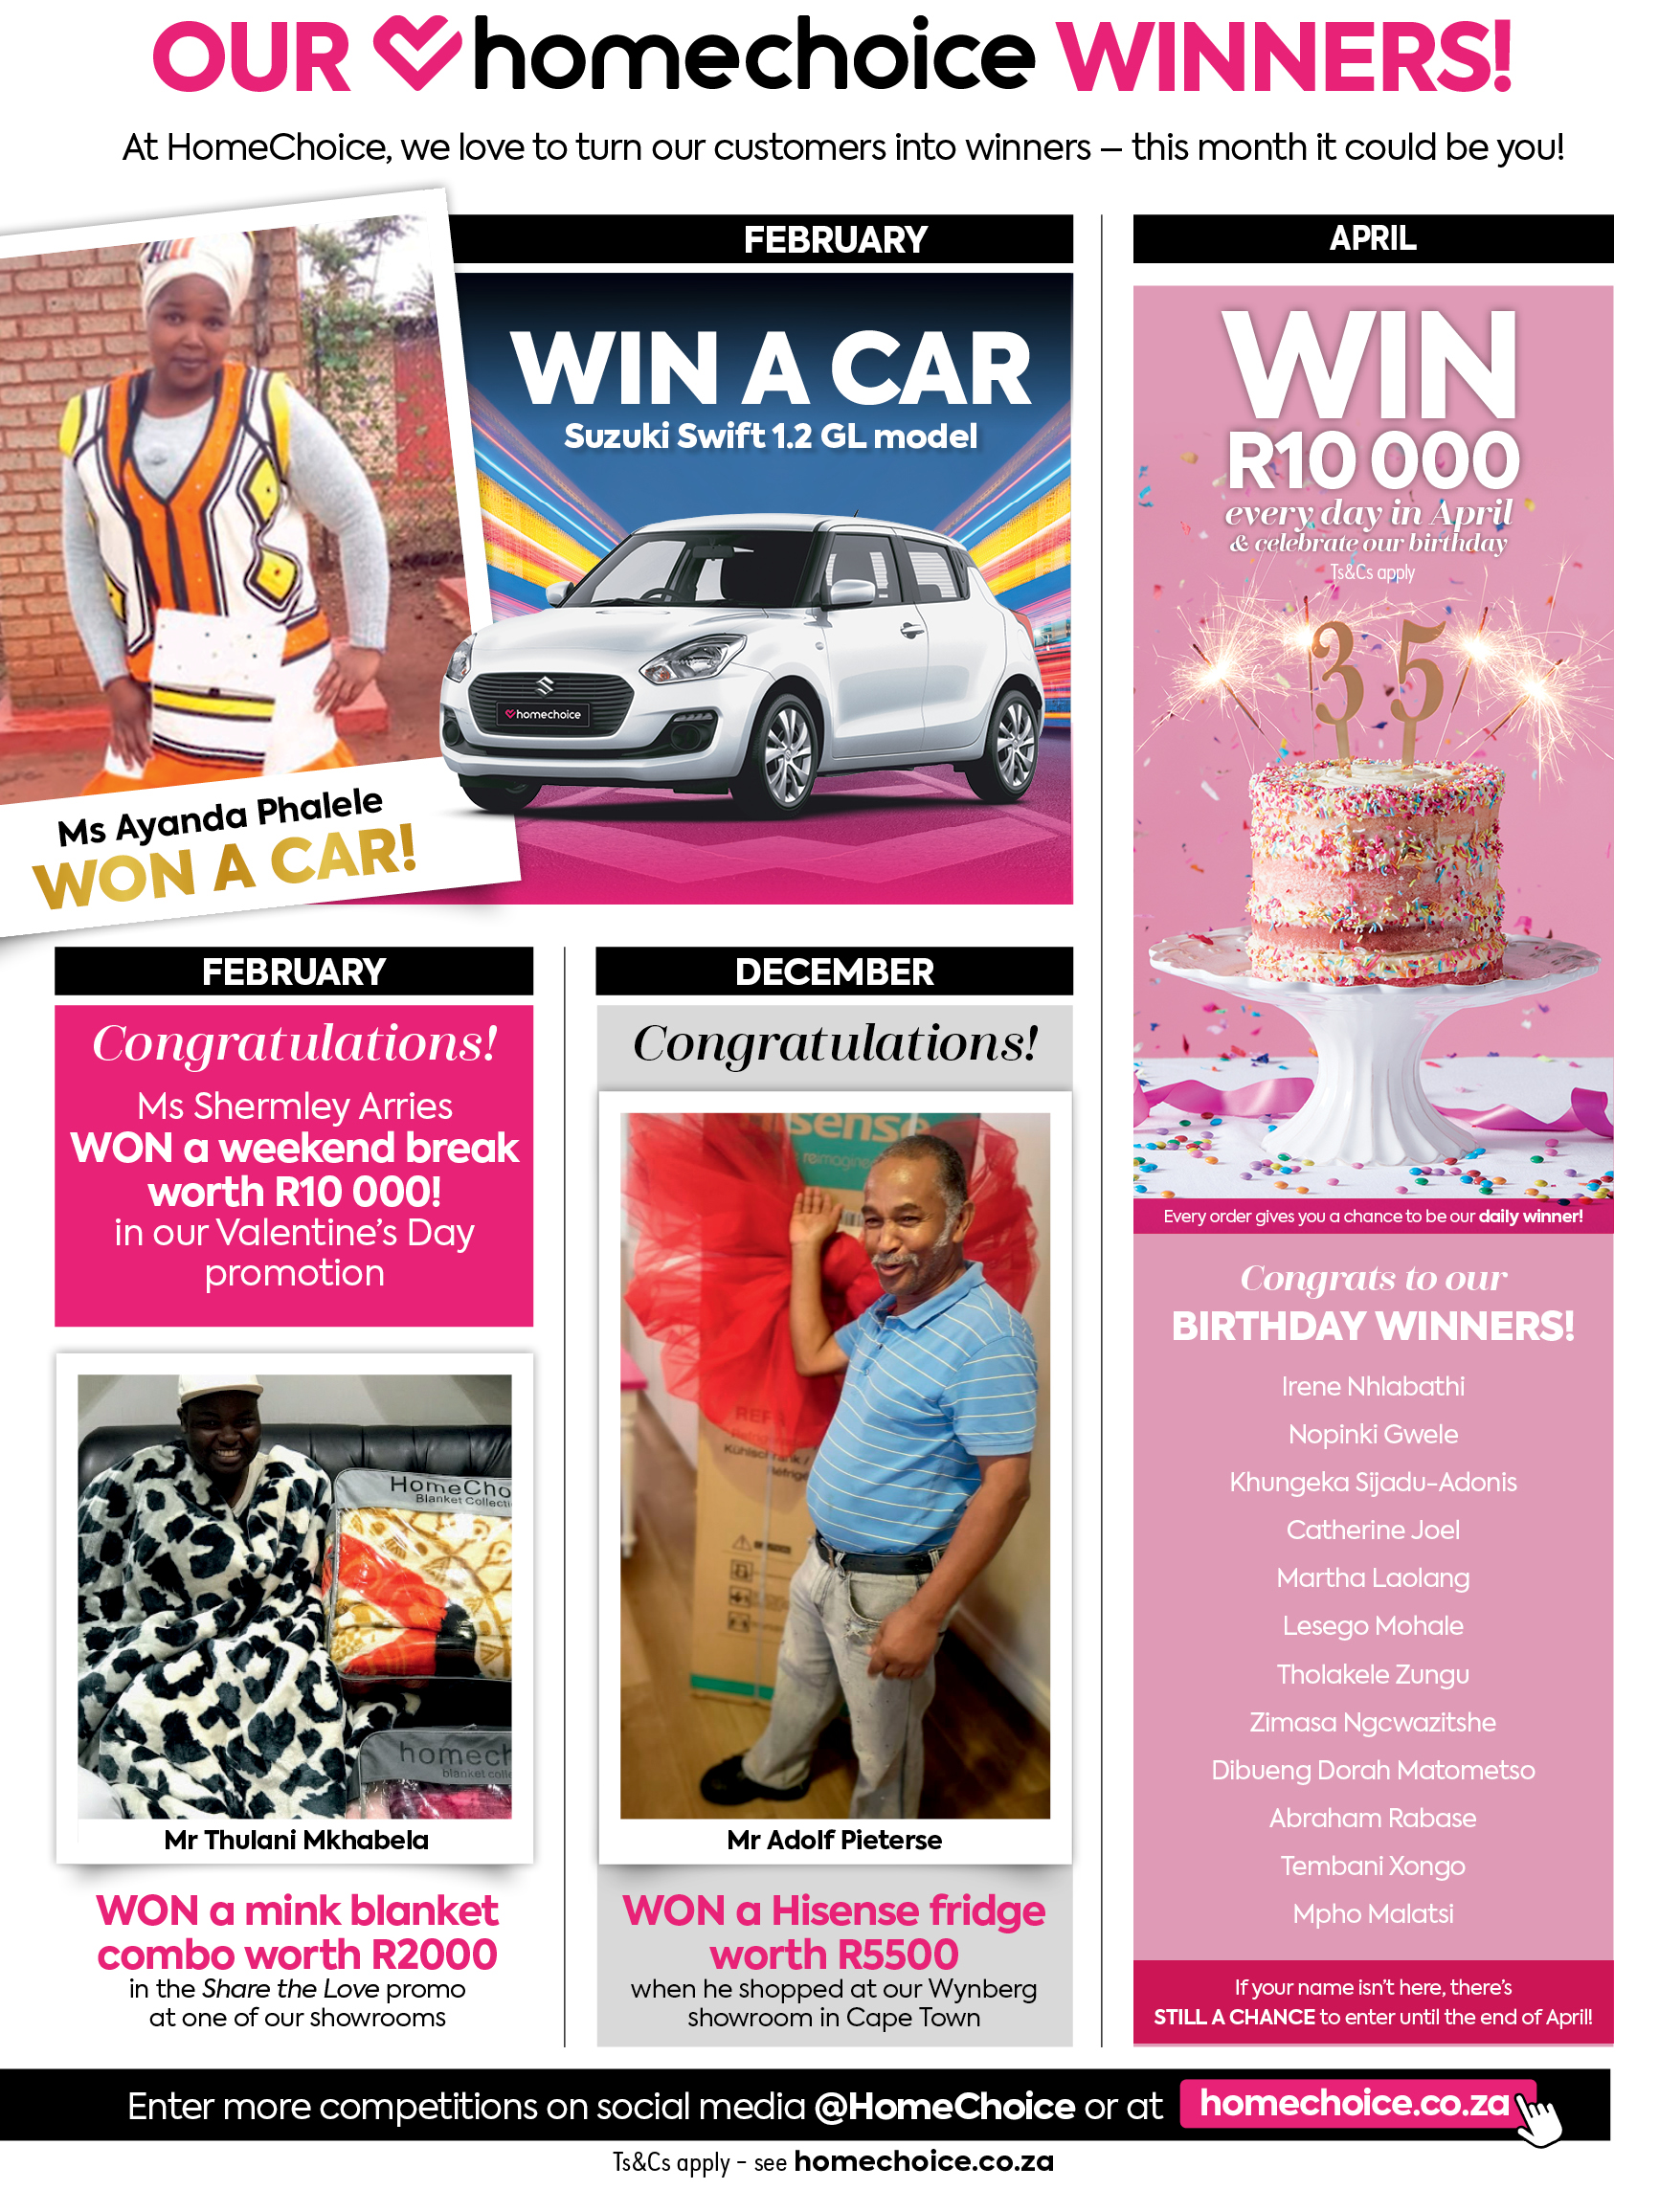 OUR homechoice WINNERS!
At HomeChoice, we love to turn our customers into winners – this month it could be you!
FEBRUARY
WIN A CAR
Suzuki Swift 1.2 GL model
homechoice
Ms Ayanda Phalele
WON A CAR!
FEBRUARY
Congratulations!
Ms Shermley Arries
WON a weekend break
worth R10 000!
in our Valentine's Day
promotion
HomeCho
Blanket Collecti
homech
blanket coll
Mr Thulani Mkhabela
WON a mink blanket
combo worth R2000
in the Share the Love promo
at one of our showrooms
DECEMBER
Congratulations!
Hisense
reimagine
REF
Kühlschrank /
Réfrigé
Mr Adolf Pieterse
WON a Hisense fridge
worth R5500
when he shopped at our Wynberg
showroom in Cape Town
APRIL
WIN
R10 000
every day in April
& celebrate our birthday
Ts&Cs apply
35
Every order gives you a chance to be our daily winner!
Congrats to our
BIRTHDAY WINNERS!
Irene Nhlabathi
Nopinki Gwele
Khungeka Sijadu-Adonis
Catherine Joel
Martha Laolang
Lesego Mohale
Tholakele Zungu
Zimasa Ngcwazitshe
Dibueng Dorah Matometso
Abraham Rabase
Tembani Xongo
Mpho Malatsi
If your name isn't here, there's
STILL A CHANCE to enter until the end of April!
Enter more competitions on social media @HomeChoice or at homechoice.co.za
Ts&Cs apply – see homechoice.co.za